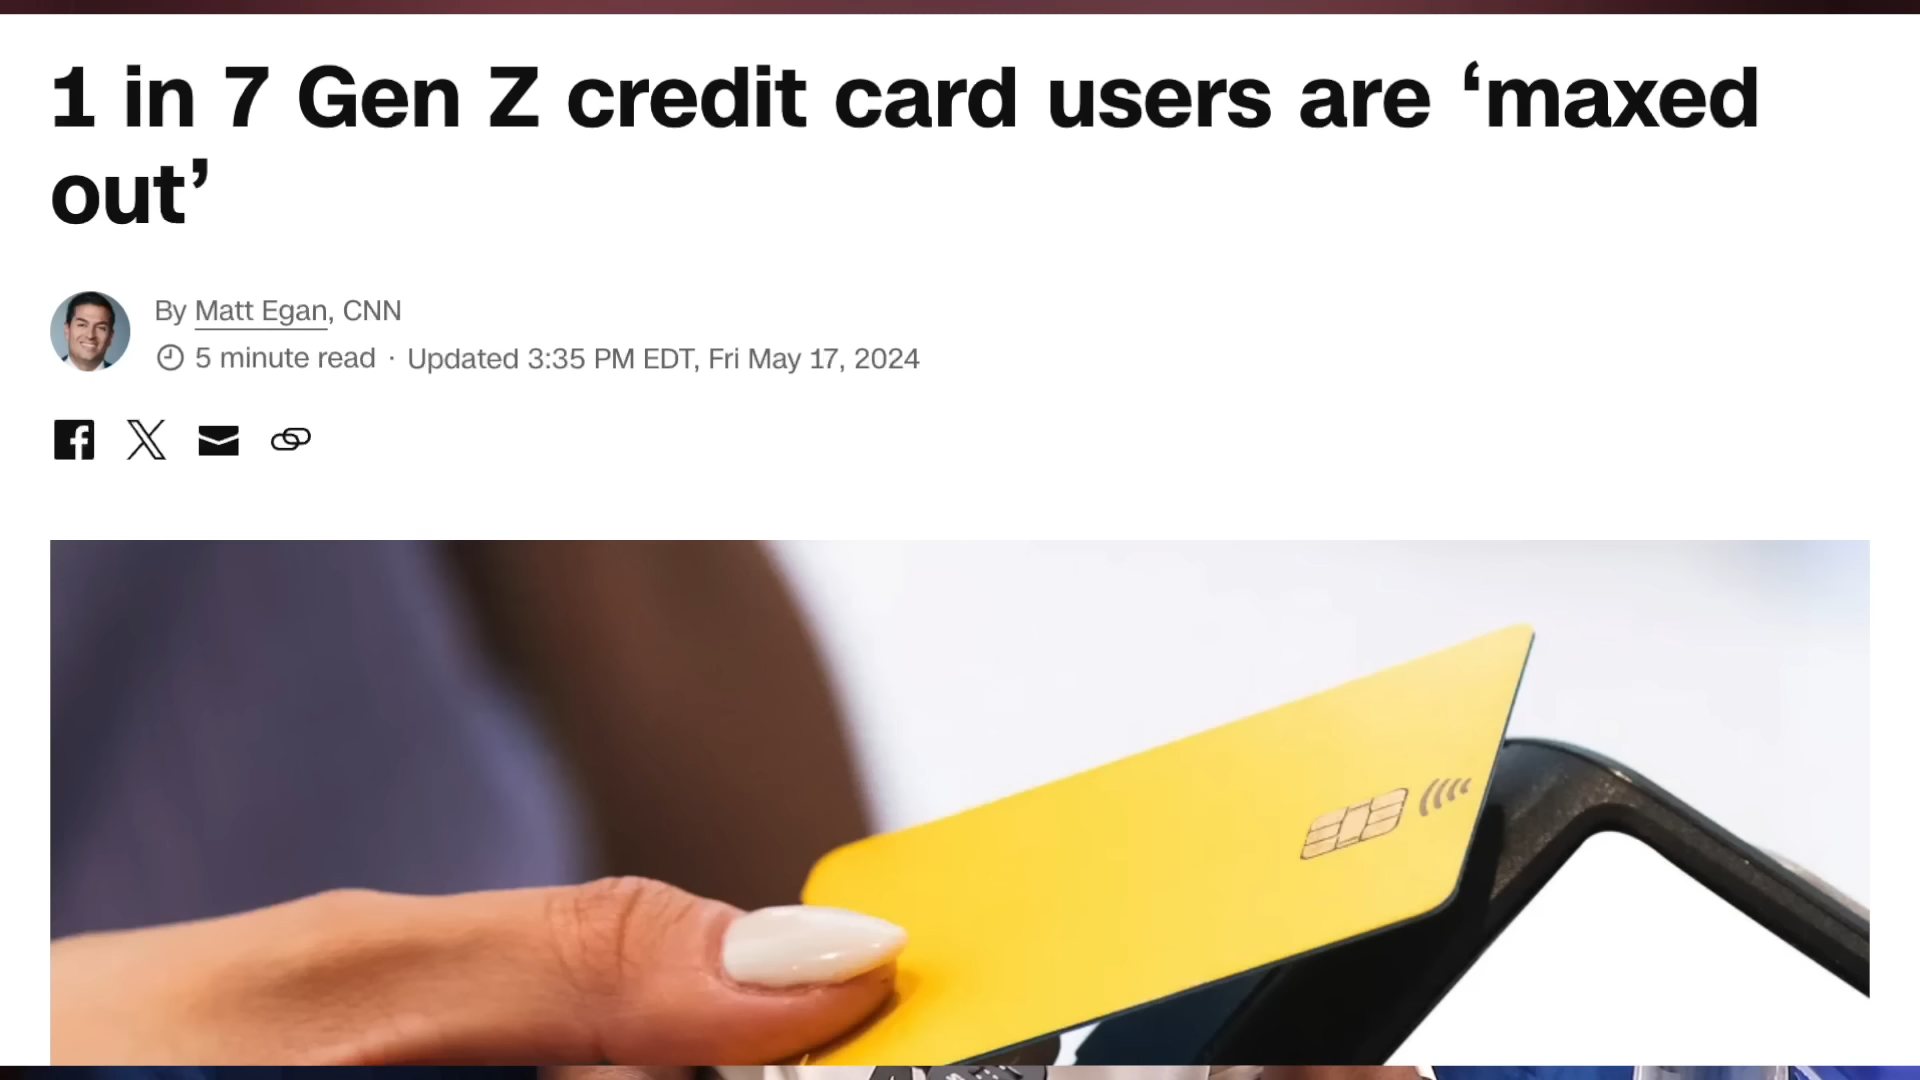 1 in 7 Gen Z credit card users are ‘maxed
out’
By Matt Egan, CNN
5 minute read · Updated 3:35 PM EDT, Fri May 17, 2024